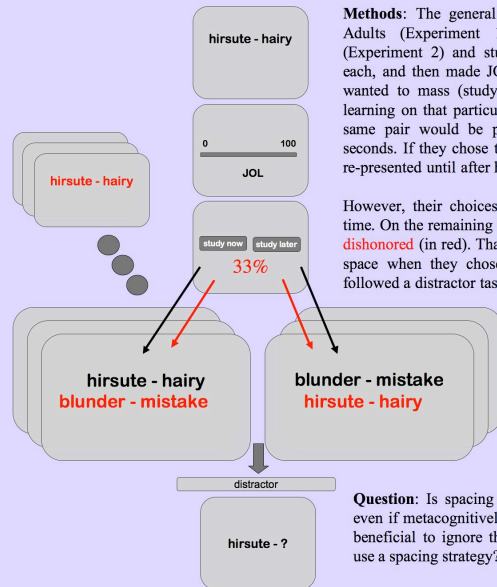 hirsute - hairy
Methods: The general
Adults (Experiment
(Experiment 2) and stu
each, and then made JO
wanted to mass (study
learning on that particu
same pair would be p
seconds. If they chose t
re-presented until after h
0 100
JOL
hirsute - hairy
However, their choices
time. On the remaining
dishonored (in red). Tha
space when they chose
followed a distractor tas
study now study later
33%
hirsute - hairy
blunder - mistake
blunder - mistake
hirsute - hairy
distractor
hirsute - ?
Question: Is spacing
even if metacognitively
beneficial to ignore th
use a spacing strategy?